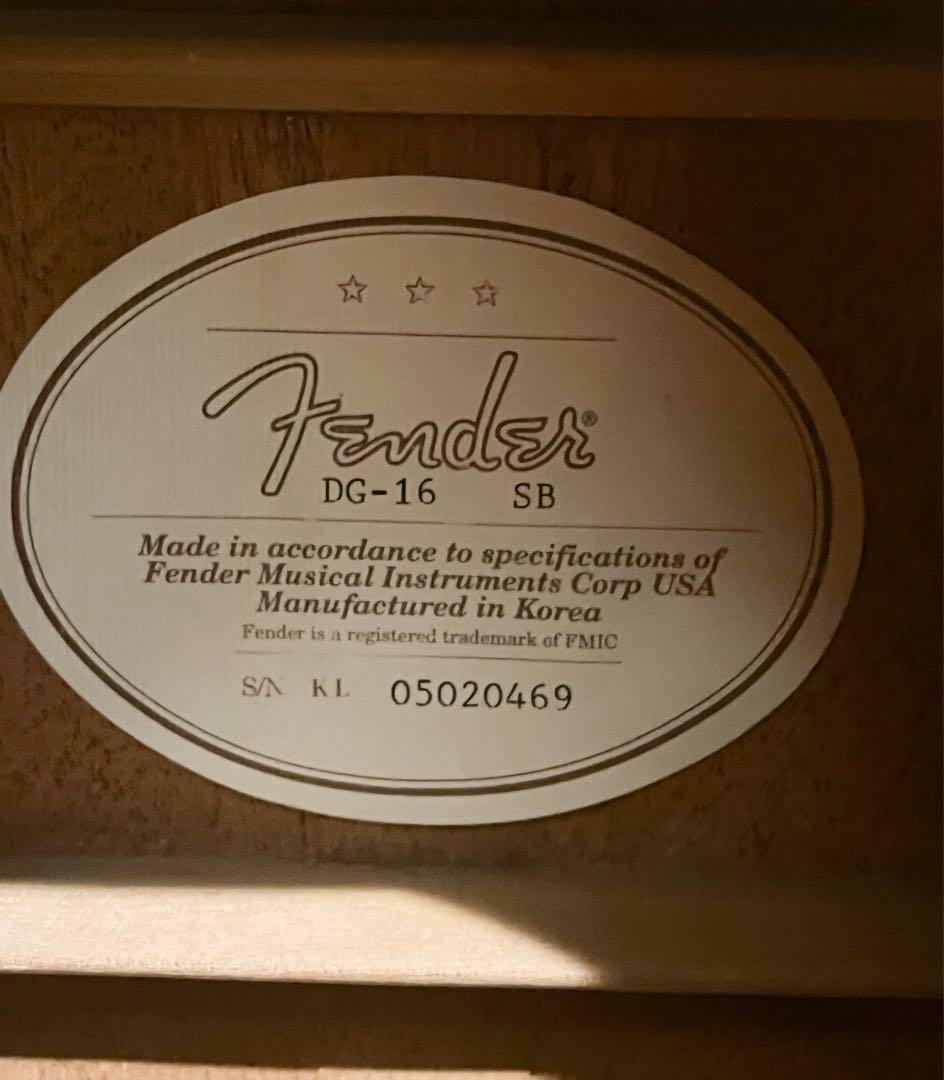 Fender®
DG-16 SB
Made in accordance to specifications of
Fender Musical Instruments Corp USA
Manufactured in Korea
Fender is a registered trademark of FMIC
S/N KL 05020469